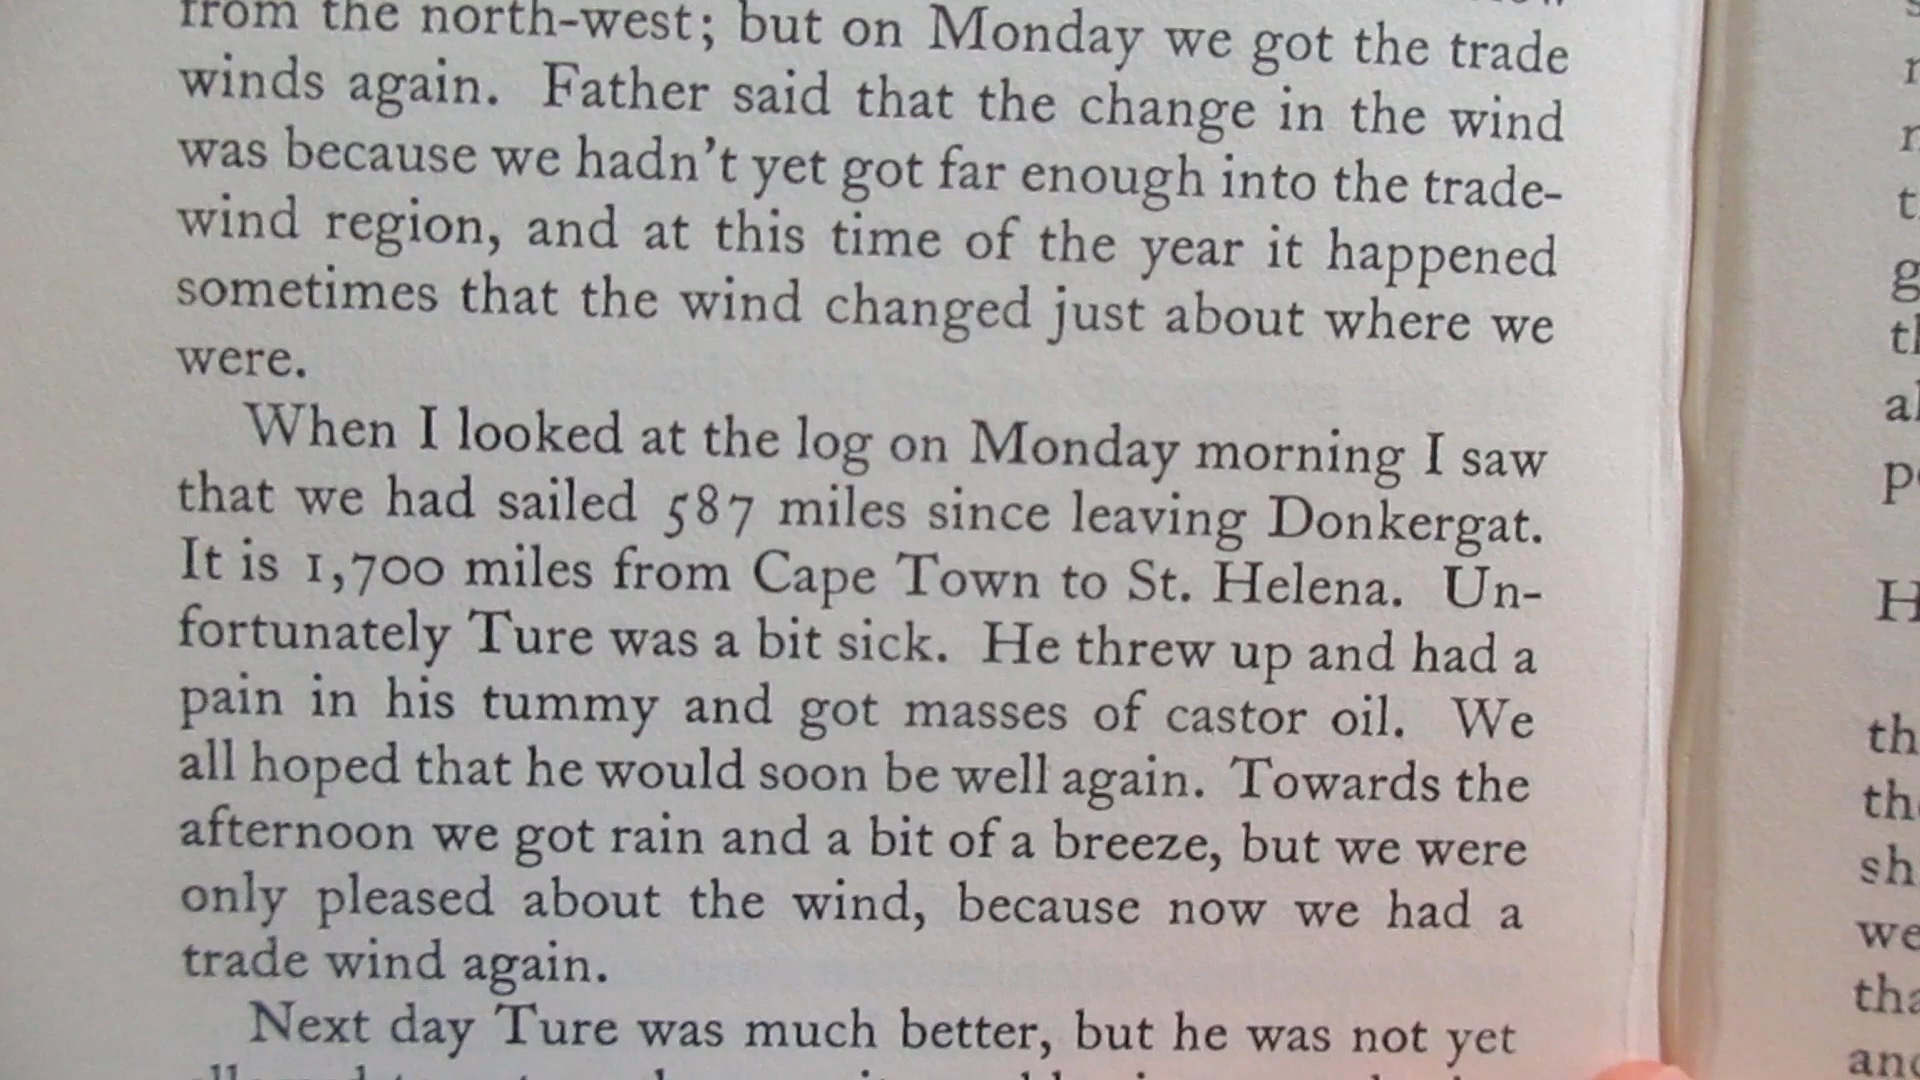 from the north-west; but on Monday we got the trade
winds again. Father said that the change in the wind
was because we hadn't yet got far enough into the trade-
wind region, and at this time of the year it happened
sometimes that the wind changed just about where we
were.
When I looked at the log on Monday morning I saw
that we had sailed 587 miles since leaving Donkergat.
It is 1,700 miles from Cape Town to St. Helena. Un-
fortunately Ture was a bit sick. He threw up and had a
pain in his tummy and got masses of castor oil. We
all hoped that he would soon be well again. Towards the
afternoon we got rain and a bit of a breeze, but we were
only pleased about the wind, because now we had a
trade wind again.
Next day Ture was much better, but he was not yet